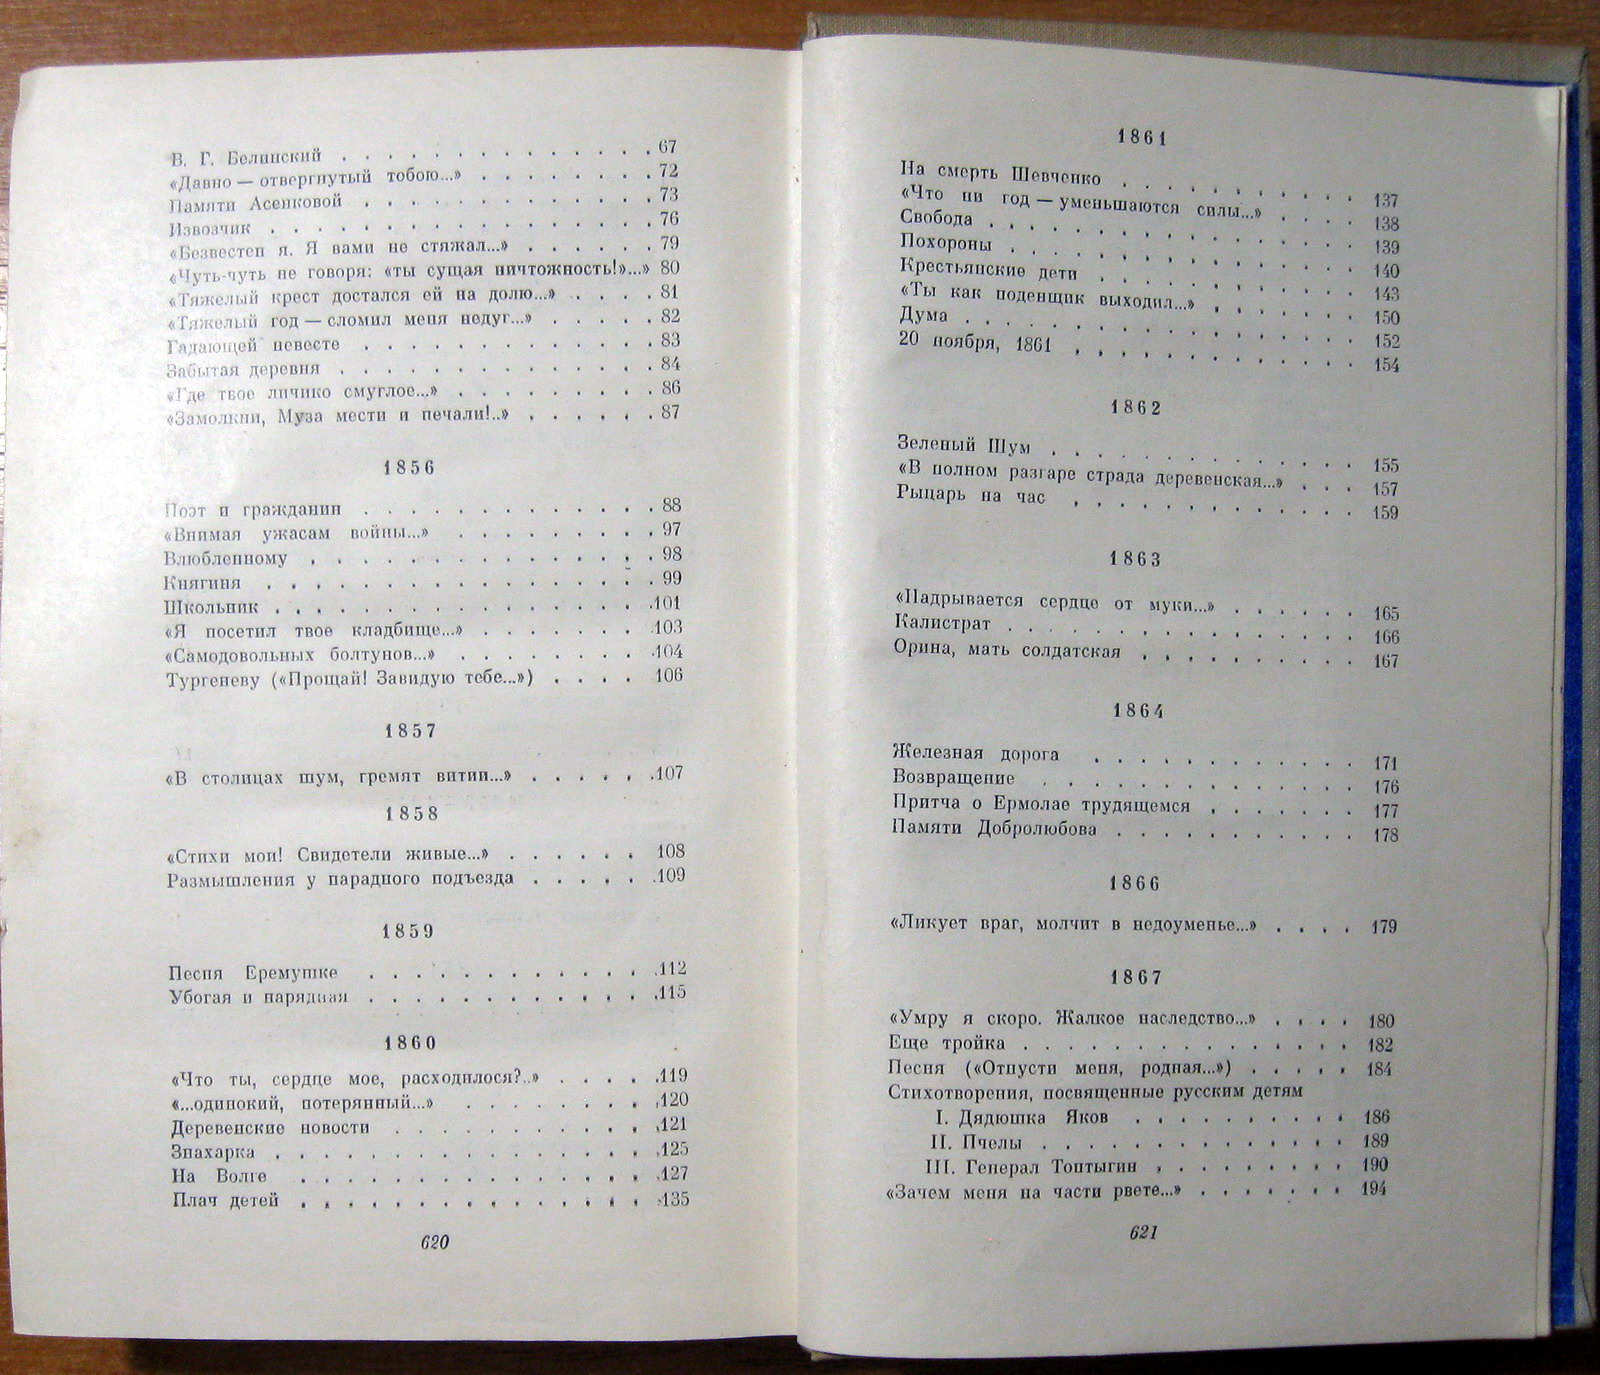 В. Г. Белинский . . . . . . . . . . . . . 67
«Давно — отвергнутый тобою...» . . . . . . . . 72
Памяти Асенковой . . . . . . . . . . . . 73
Извозчик . . . . . . . . . . . . . . . . 76
«Безвестен я. Я вами не стяжал...» . . . . . . 79
«Чуть-чуть не говоря: «ты сущая ничтожность!»...» 80
«Тяжелый крест достался ей на долю...» . . . . 81
«Тяжелый год — сломил меня недуг...» . . . . . 82
Гадающей невесте . . . . . . . . . . . . 83
Забытая деревня . . . . . . . . . . . . . 84
«Где твое личико смуглое...» . . . . . . . . . 86
«Замолкни, Муза мести и печали!..» . . . . . . 87
1856
Поэт и гражданин . . . . . . . . . . . . . 88
«Внимая ужасам войны...» . . . . . . . . . 97
Влюбленному . . . . . . . . . . . . . . . 98
Княгиня . . . . . . . . . . . . . . . . . 99
Школьник . . . . . . . . . . . . . . . . .101
«Я посетил твое кладбище...» . . . . . . . .103
«Самодовольных болтунов...» . . . . . . . . .104
Тургеневу («Прощай! Завидую тебе...») . . . . 106
1857
«В столицах шум, гремят витии...» . . . . . .107
1858
«Стихи мои! Свидетели живые...» . . . . . . 108
Размышления у парадного подъезда . . . . . .109
1859
Песня Еремушке . . . . . . . . . . . . .112
Убогая и нарядная . . . . . . . . . . . . .115
1860
«Что ты, сердце мое, расходилося?..» . . . . .119
«...одинокий, потерянный...» . . . . . . . . .120
Деревенские новости . . . . . . . . . . . .121
Знахарка . . . . . . . . . . . . . . . . .125
На Волге . . . . . . . . . . . . . . . .127
Плач детей . . . . . . . . . . . . . . . .135
620
1861
На смерть Шевченко . . . . . . . . . . . 137
«Что ни год — уменьшаются силы...» . . . . 138
Свобода . . . . . . . . . . . . . . . . 139
Похороны . . . . . . . . . . . . . . . 140
Крестьянские дети . . . . . . . . . . . . 143
«Ты как поденщик выходил...» . . . . . . . 150
Дума . . . . . . . . . . . . . . . . . 152
20 ноября, 1861 . . . . . . . . . . . . 154
1862
Зеленый Шум . . . . . . . . . . . . . . 155
«В полном разгаре страда деревенская...» . . . 157
Рыцарь на час . . . . . . . . . . . . . 159
1863
«Надрывается сердце от муки...» . . . . . . 165
Калистрат . . . . . . . . . . . . . . . 166
Орина, мать солдатская . . . . . . . . . . 167
1864
Железная дорога . . . . . . . . . . . . 171
Возвращение . . . . . . . . . . . . . . 176
Притча о Ермолае трудящемся . . . . . . . 177
Памяти Добролюбова . . . . . . . . . . . 178
1866
«Ликует враг, молчит в недоуменье...» . . . . 179
1867
«Умру я скоро. Жалкое наследство...» . . . . 180
Еще тройка . . . . . . . . . . . . . . . 182
Песня («Отпусти меня, родная...») . . . . . 184
Стихотворения, посвященные русским детям
I. Дядюшка Яков . . . . . . . . . . 186
II. Пчелы . . . . . . . . . . . . . . 189
III. Генерал Топтыгин . . . . . . . . . 190
«Зачем меня на части рвете...» . . . . . . . 194
621